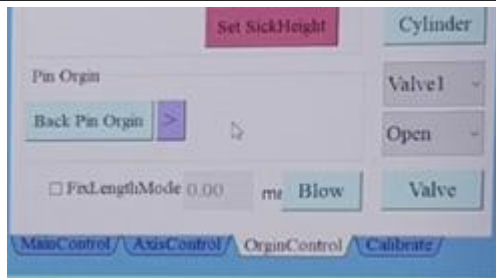 Set SickHeight
Cylinder
Pin Orgin
Valve1
Back Pin Orgin >
Open
FixLengthMode 0.00 ms Blow
Valve
MainControl / AxisControl / OrginControl / Calibrate /